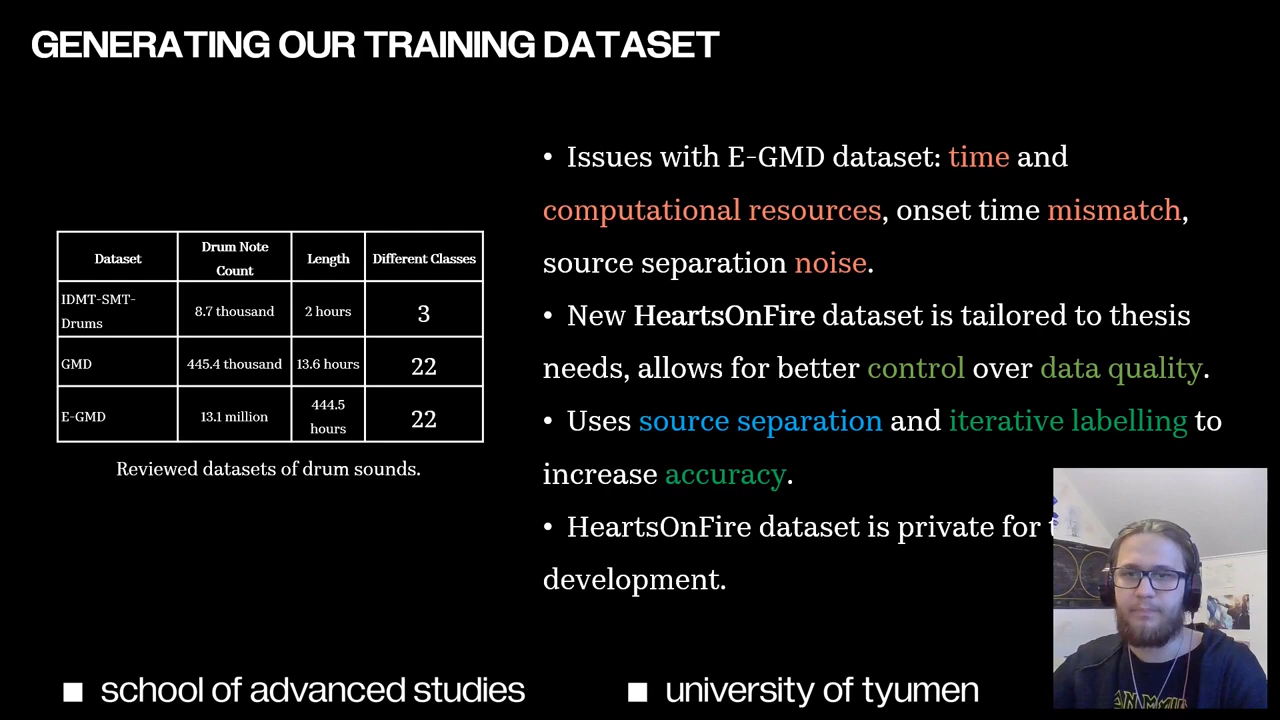 GENERATING OUR TRAINING DATASET
Dataset Drum Note Count Length Different Classes
IDMT-SMT-Drums 8.7 thousand 2 hours 3
GMD 445.4 thousand 13.6 hours 22
E-GMD 13.1 million 444.5 hours 22
Reviewed datasets of drum sounds.
• Issues with E-GMD dataset: time and
computational resources, onset time mismatch,
source separation noise.
• New HeartsOnFire dataset is tailored to thesis
needs, allows for better control over data quality.
• Uses source separation and iterative labelling to
increase accuracy.
• HeartsOnFire dataset is private for
development.
■ school of advanced studies
■ university of tyumen